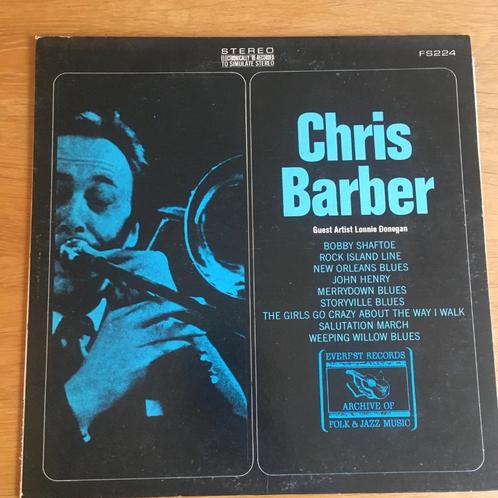 STEREO
ELECTRONICALLY RE-RECORDED
TO SIMULATE STEREO
FS224
Chris
Barber
Guest Artist Lonnie Donegan
BOBBY SHAFTOE
ROCK ISLAND LINE
NEW ORLEANS BLUES
JOHN HENRY
MERRYDOWN BLUES
STORYVILLE BLUES
THE GIRLS GO CRAZY ABOUT THE WAY I WALK
SALUTATION MARCH
WEEPING WILLOW BLUES
EVEREST RECORDS
ARCHIVE OF
FOLK & JAZZ MUSIC